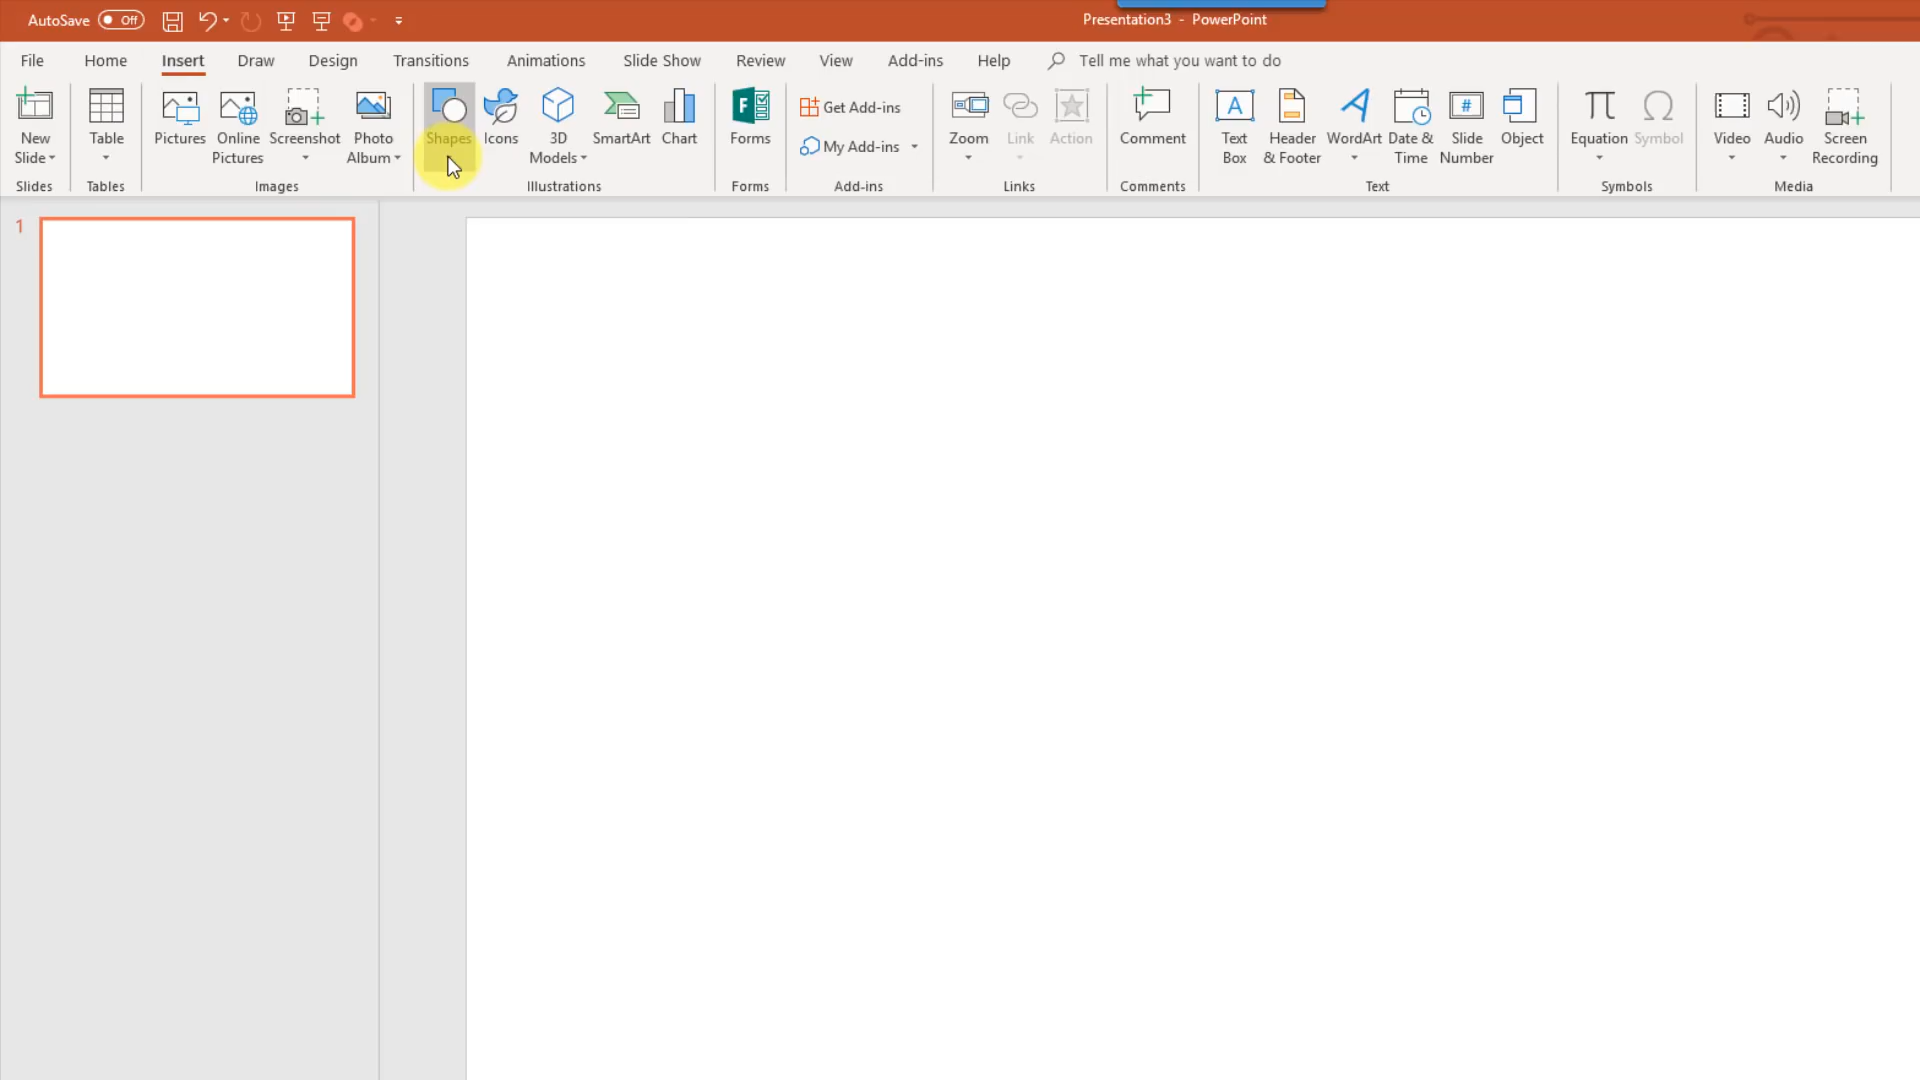 AutoSave Off
Presentation3 - PowerPoint
File Home Insert Draw Design Transitions Animations Slide Show Review View Add-ins Help Tell me what you want to do
New Slide
Table
Pictures
Online Pictures
Screenshot
Photo Album
Shapes
Icons
3D Models
SmartArt
Chart
Forms
Get Add-ins
My Add-ins
Zoom
Link
Action
Comment
Text Box
Header & Footer
WordArt
Date & Time
Slide Number
Object
Equation
Symbol
Video
Audio
Screen Recording
Slides Tables Images Illustrations Forms Add-ins Links Comments Text Symbols Media
1